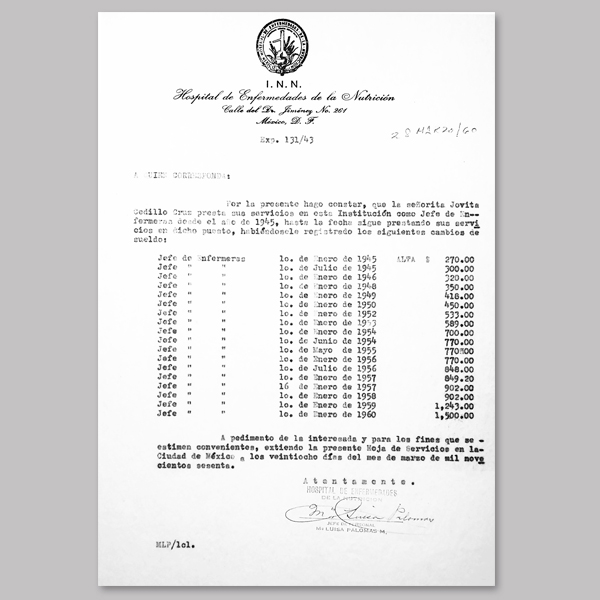 I.N.N.
Hospital de Enfermedades de la Nutrición
Calle del Dr. Jiménez No. 261
México, D. F.
Exp. 131/43
28 MARZO/60
A QUIEN CORRESPONDA:
Por la presente hago constar, que la señorita Jovita
Cedillo Cruz presta sus servicios en esta Institución como Jefe de En--
fermeras desde el año de 1945, hasta la fecha sigue prestando sus servi
cios en dicho puesto, habiéndosele registrado los siguientes cambios de
sueldo:
Jefe de Enfermeras 1o. de Enero de 1945 ALTA $ 270.00
Jefe " " 1o. de Julio de 1945 300.00
Jefe " " 1o. de Enero de 1946 320.00
Jefe " " 1o. de Enero de 1948 350.00
Jefe " " 1o. de Enero de 1949 418.00
Jefe " " 1o. de Enero de 1950 450.00
Jefe " " 1o. de Enero de 1952 533.00
Jefe " " 1o. de Enero de 1953 589.00
Jefe " " 1o. de Enero de 1954 700.00
Jefe " " 1o. de Junio de 1954 770.00
Jefe " " 1o. de Mayo de 1955 770.00
Jefe " " 1o. de Enero de 1956 770.00
Jefe " " 1o. de Julio de 1956 848.00
Jefe " " 1o. de Enero de 1957 849.20
Jefe " " 16 de Enero de 1957 902.00
Jefe " " 1o. de Enero de 1958 902.00
Jefe " " 1o. de Enero de 1959 1,243.00
Jefe " " 1o. de Enero de 1960 1,500.00
A pedimento de la interesada y para los fines que se -
estimen convenientes, extiendo la presente Hoja de Servicios en la-
Ciudad de México a los veintiocho días del mes de marzo de mil nove
cientos sesenta.
Atentamente.
HOSPITAL DE ENFERMEDADES
DE LA NUTRICION
Ma. Luisa Palomas
MA. LUISA PALOMAS M.
MLP/lcl.